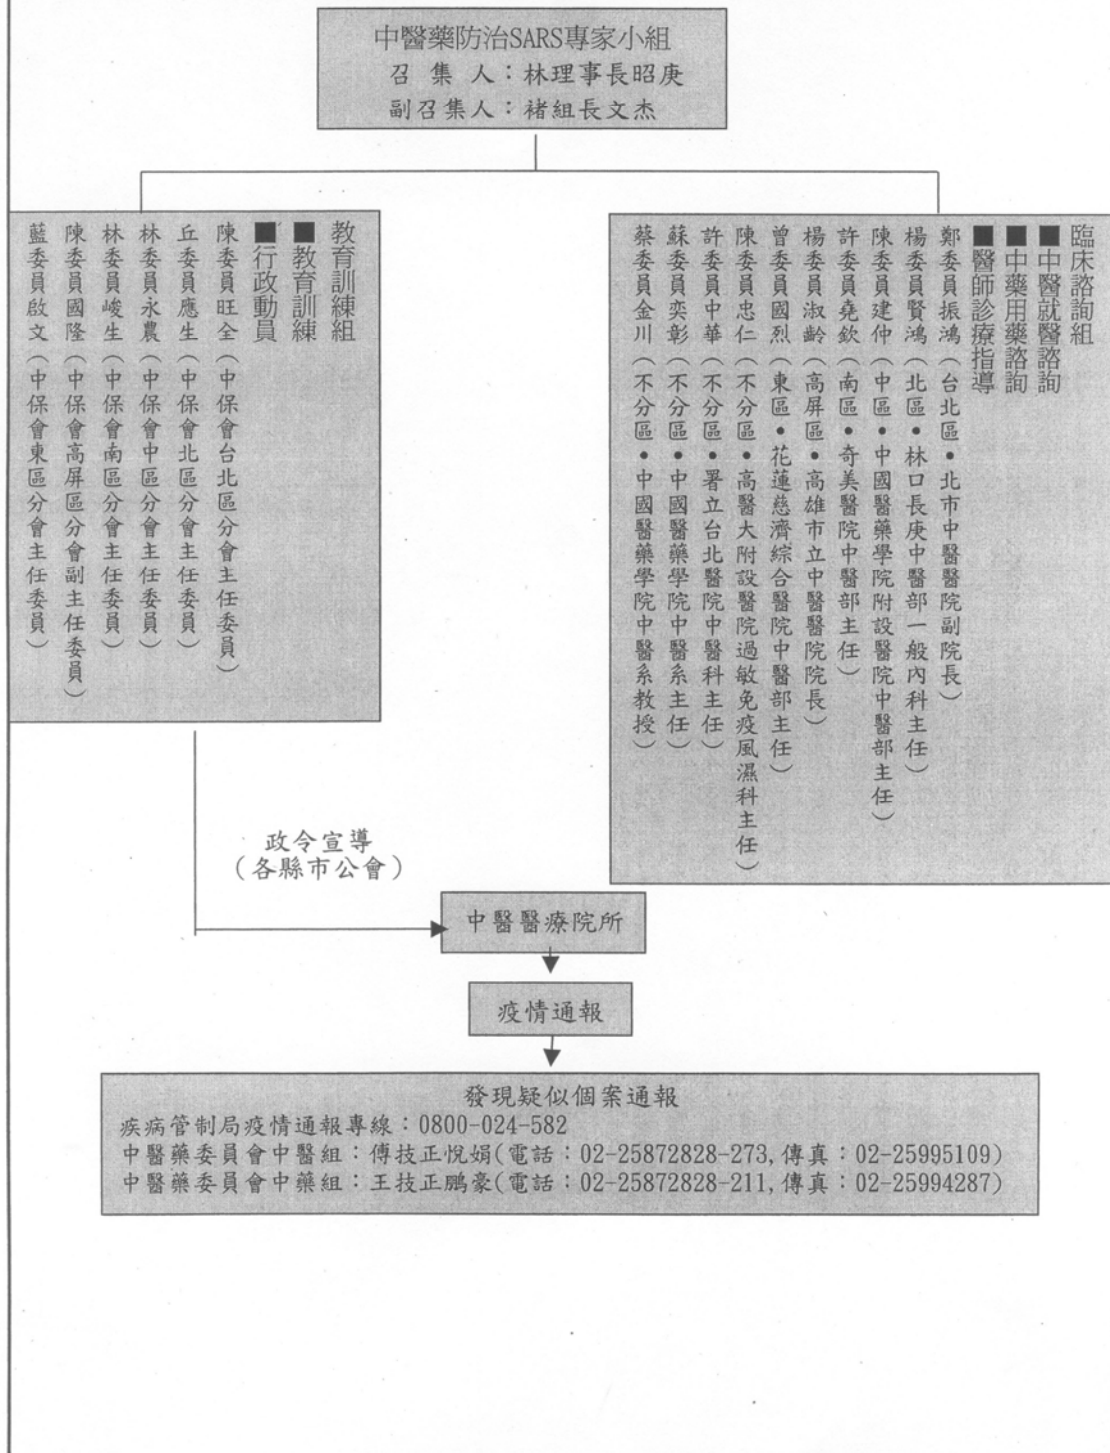 中醫藥防治SARS專家小組
召集人：林理事長昭庚
副召集人：褚組長文杰
臨床諮詢組
■中醫就醫諮詢
■中藥用藥諮詢
■醫師診療指導
鄭委員振鴻（台北區•北市中醫醫院副院長）
楊委員賢鴻（北區•林口長庚中醫部一般內科主任）
陳委員建仲（中區•中國醫藥學院附設醫院中醫部主任）
許委員堯欽（南區•奇美醫院中醫部主任）
楊委員淑齡（高屏區•高雄市立中醫醫院院長）
曾委員國烈（東區•花蓮慈濟綜合醫院中醫部主任）
陳委員忠仁（不分區•高醫大附設醫院過敏免疫風濕科主任）
許委員中華（不分區•署立台北醫院中醫科主任）
蘇委員奕彰（不分區•中國醫藥學院中醫系主任）
蔡委員金川（不分區•中國醫藥學院中醫系教授）
教育訓練組
■教育訓練
■行政動員
陳委員旺全（中保會台北區分會主任委員）
丘委員應生（中保會北區分會主任委員）
林委員永農（中保會中區分會主任委員）
林委員峻生（中保會南區分會主任委員）
陳委員國隆（中保會高屏區分會副主任委員）
藍委員啟文（中保會東區分會主任委員）
政令宣導
（各縣市公會）
中醫醫療院所
疫情通報
發現疑似個案通報
疾病管制局疫情通報專線：0800-024-582
中醫藥委員會中醫組：傅技正悅娟(電話：02-25872828-273,傳真：02-25995109)
中醫藥委員會中藥組：王技正鵬豪(電話：02-25872828-211,傳真：02-25994287)